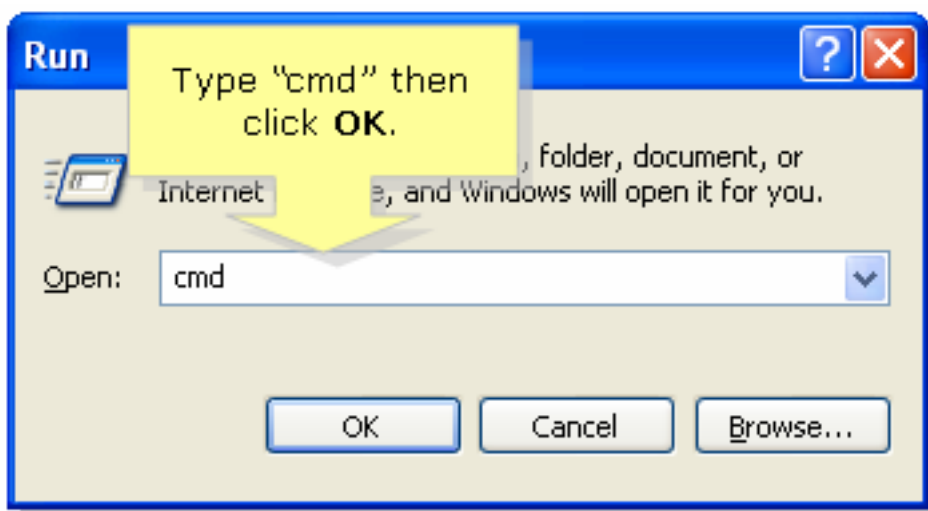 Run
Type “cmd” then
click OK.
, folder, document, or
Internet , and Windows will open it for you.
Open:
cmd
OK
Cancel
Browse...